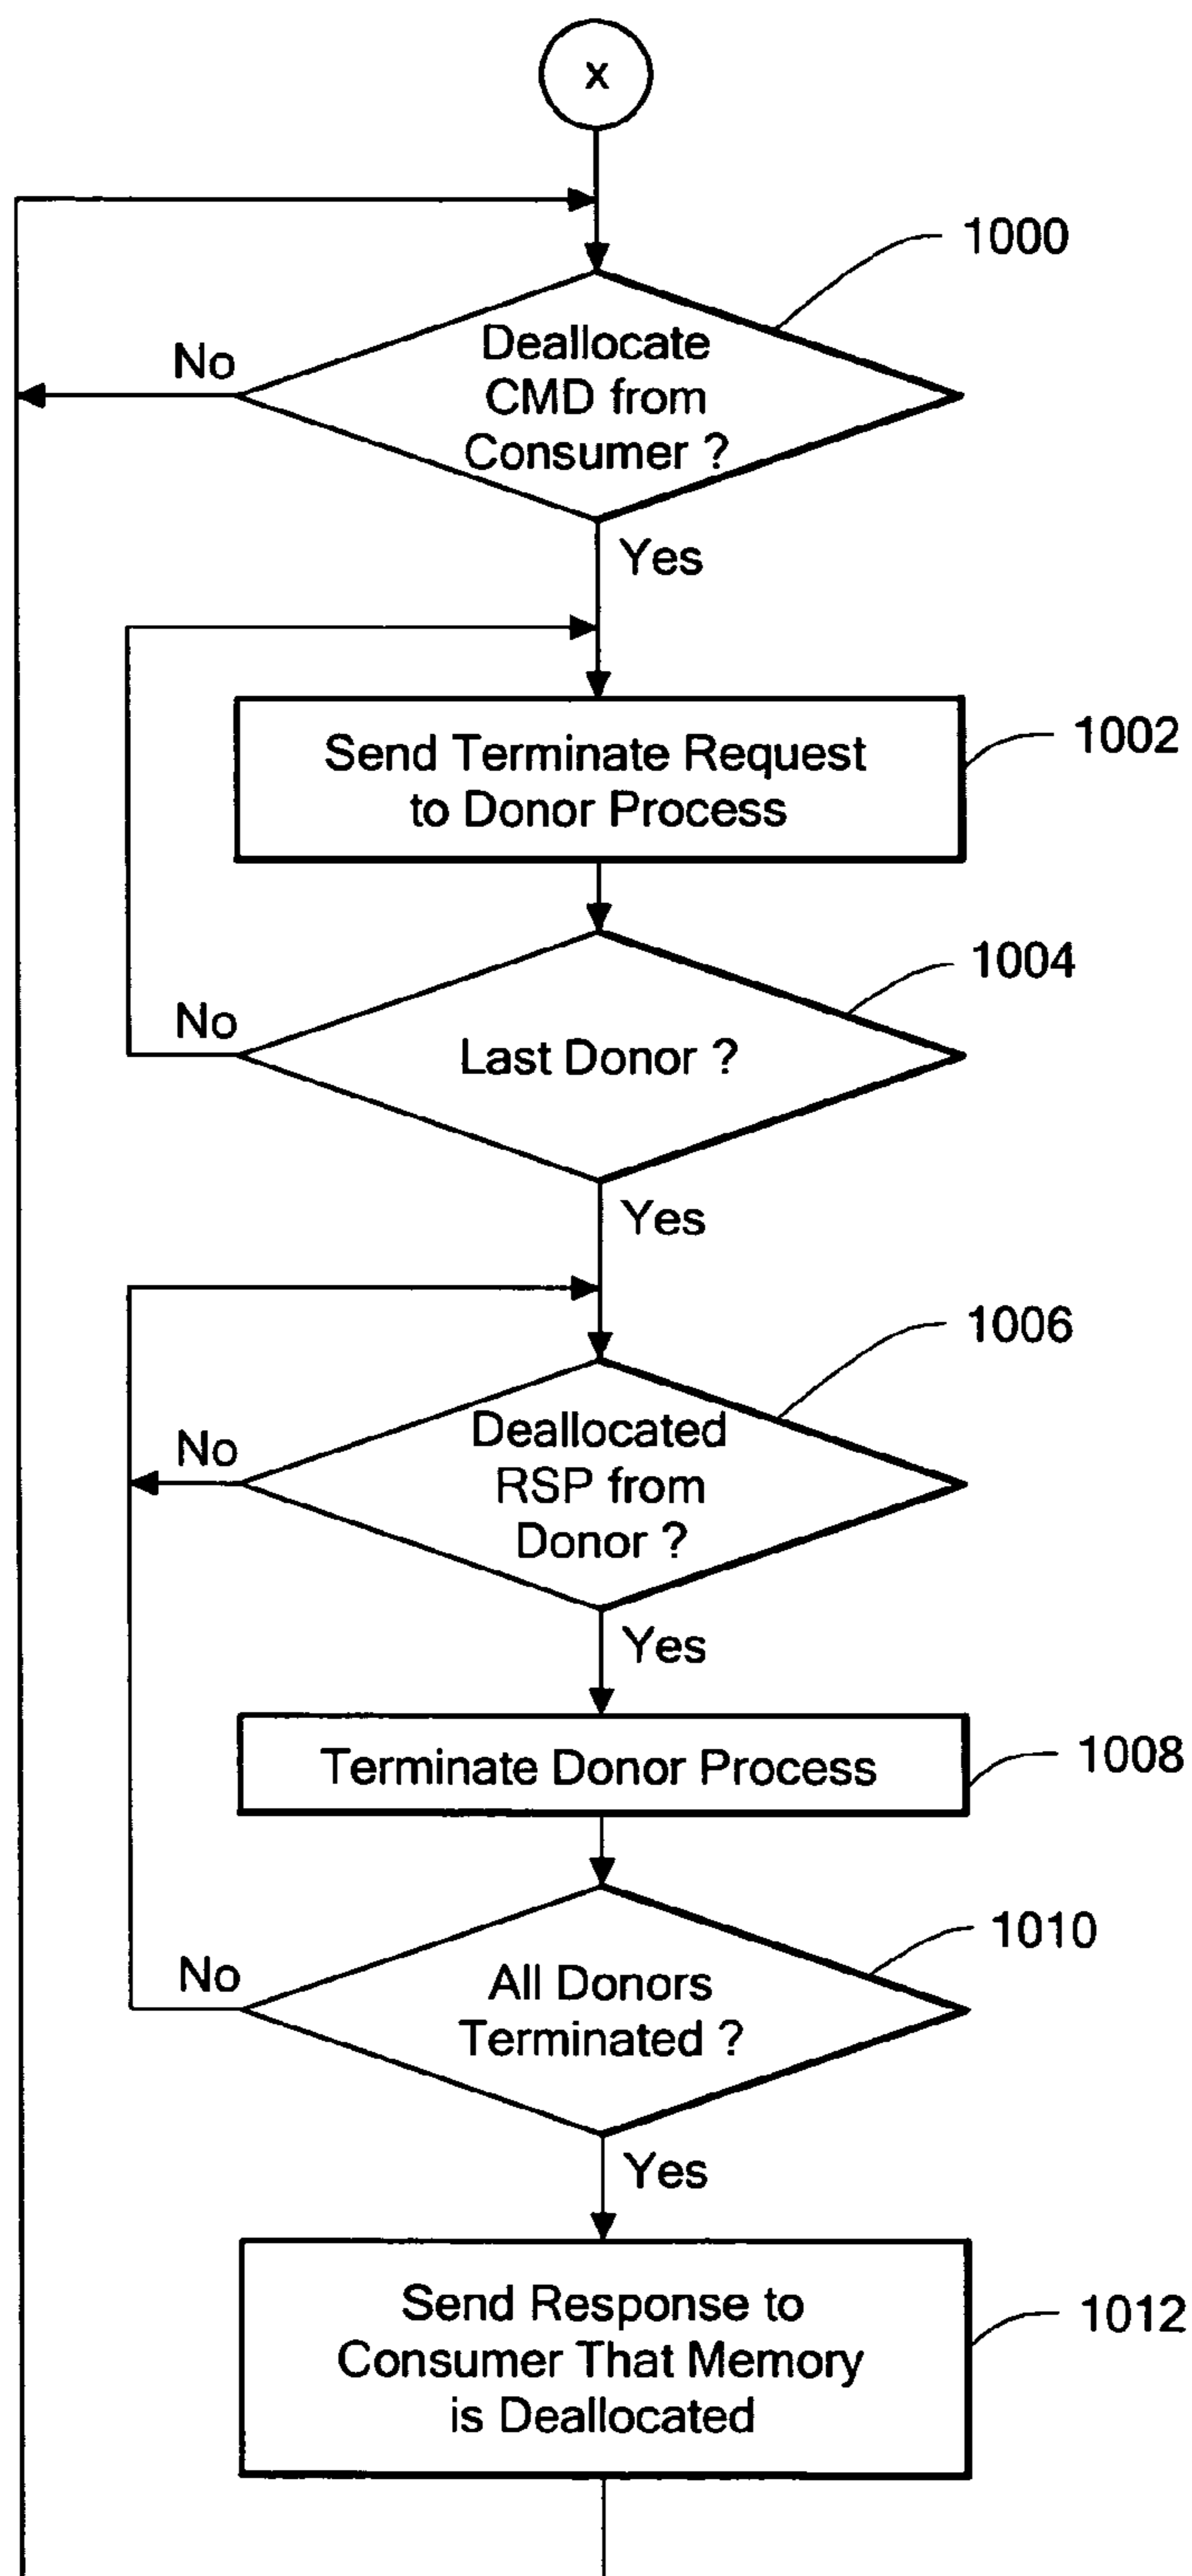 x
1000
Deallocate
CMD from
Consumer ?
No
Yes
Send Terminate Request
to Donor Process
1002
1004
Last Donor ?
No
Yes
1006
Deallocated
RSP from
Donor ?
No
Yes
Terminate Donor Process
1008
1010
All Donors
Terminated ?
No
Yes
Send Response to
Consumer That Memory
is Deallocated
1012